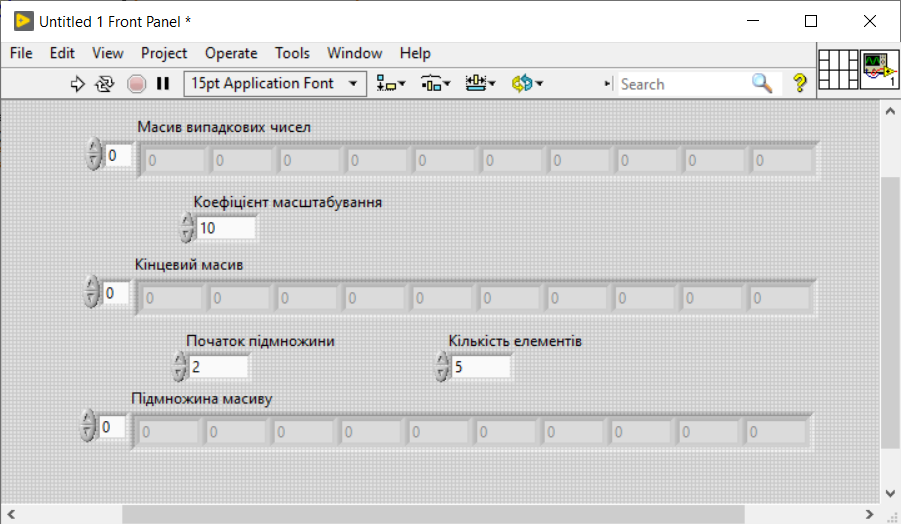 Untitled 1 Front Panel *
File Edit View Project Operate Tools Window Help
15pt Application Font Search ? 1
Масив випадкових чисел
0 0 0 0 0 0 0 0 0 0 0
Коефіцієнт масштабування
10
Кінцевий масив
0 0 0 0 0 0 0 0 0 0 0
Початок підмножини Кількість елементів
2 5
Підмножина масиву
0 0 0 0 0 0 0 0 0 0 0